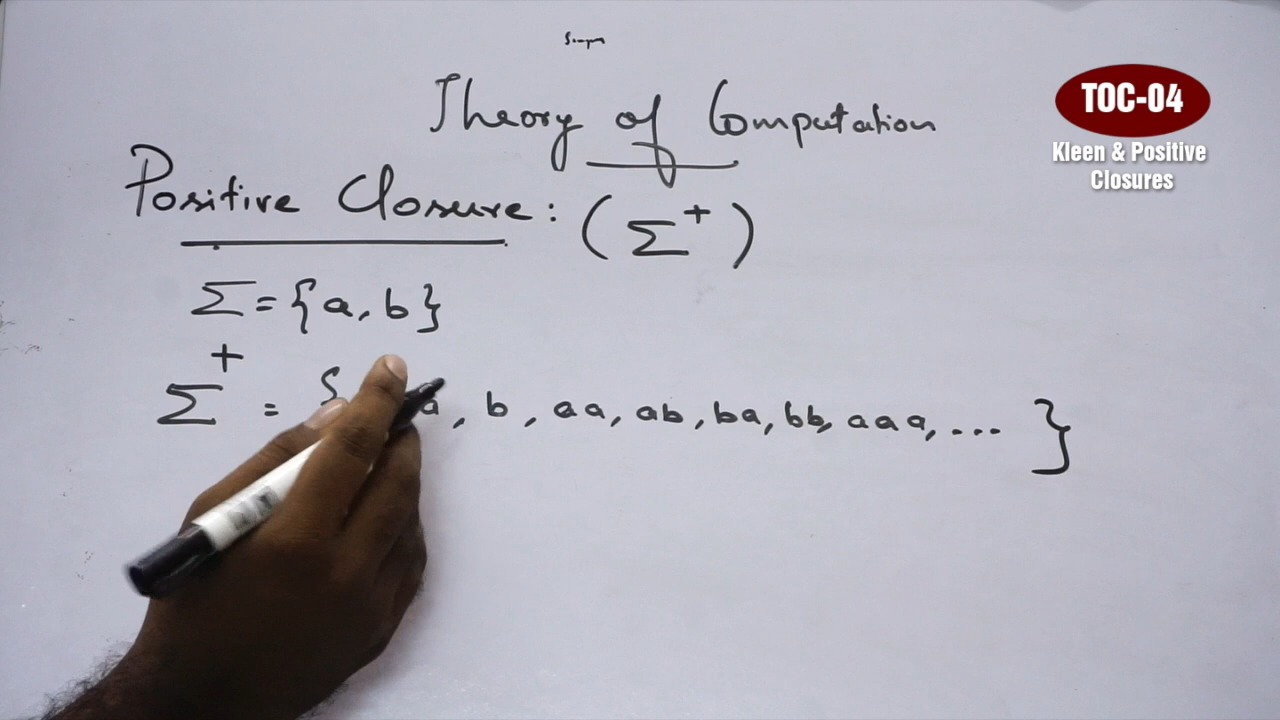 Theory of Computation
TOC-04
Kleen & Positive
Closures
Positive Closure: (Σ⁺)
Σ = {a, b}
Σ⁺ = { a, b, aa, ab, ba, bb, aaa, ... }